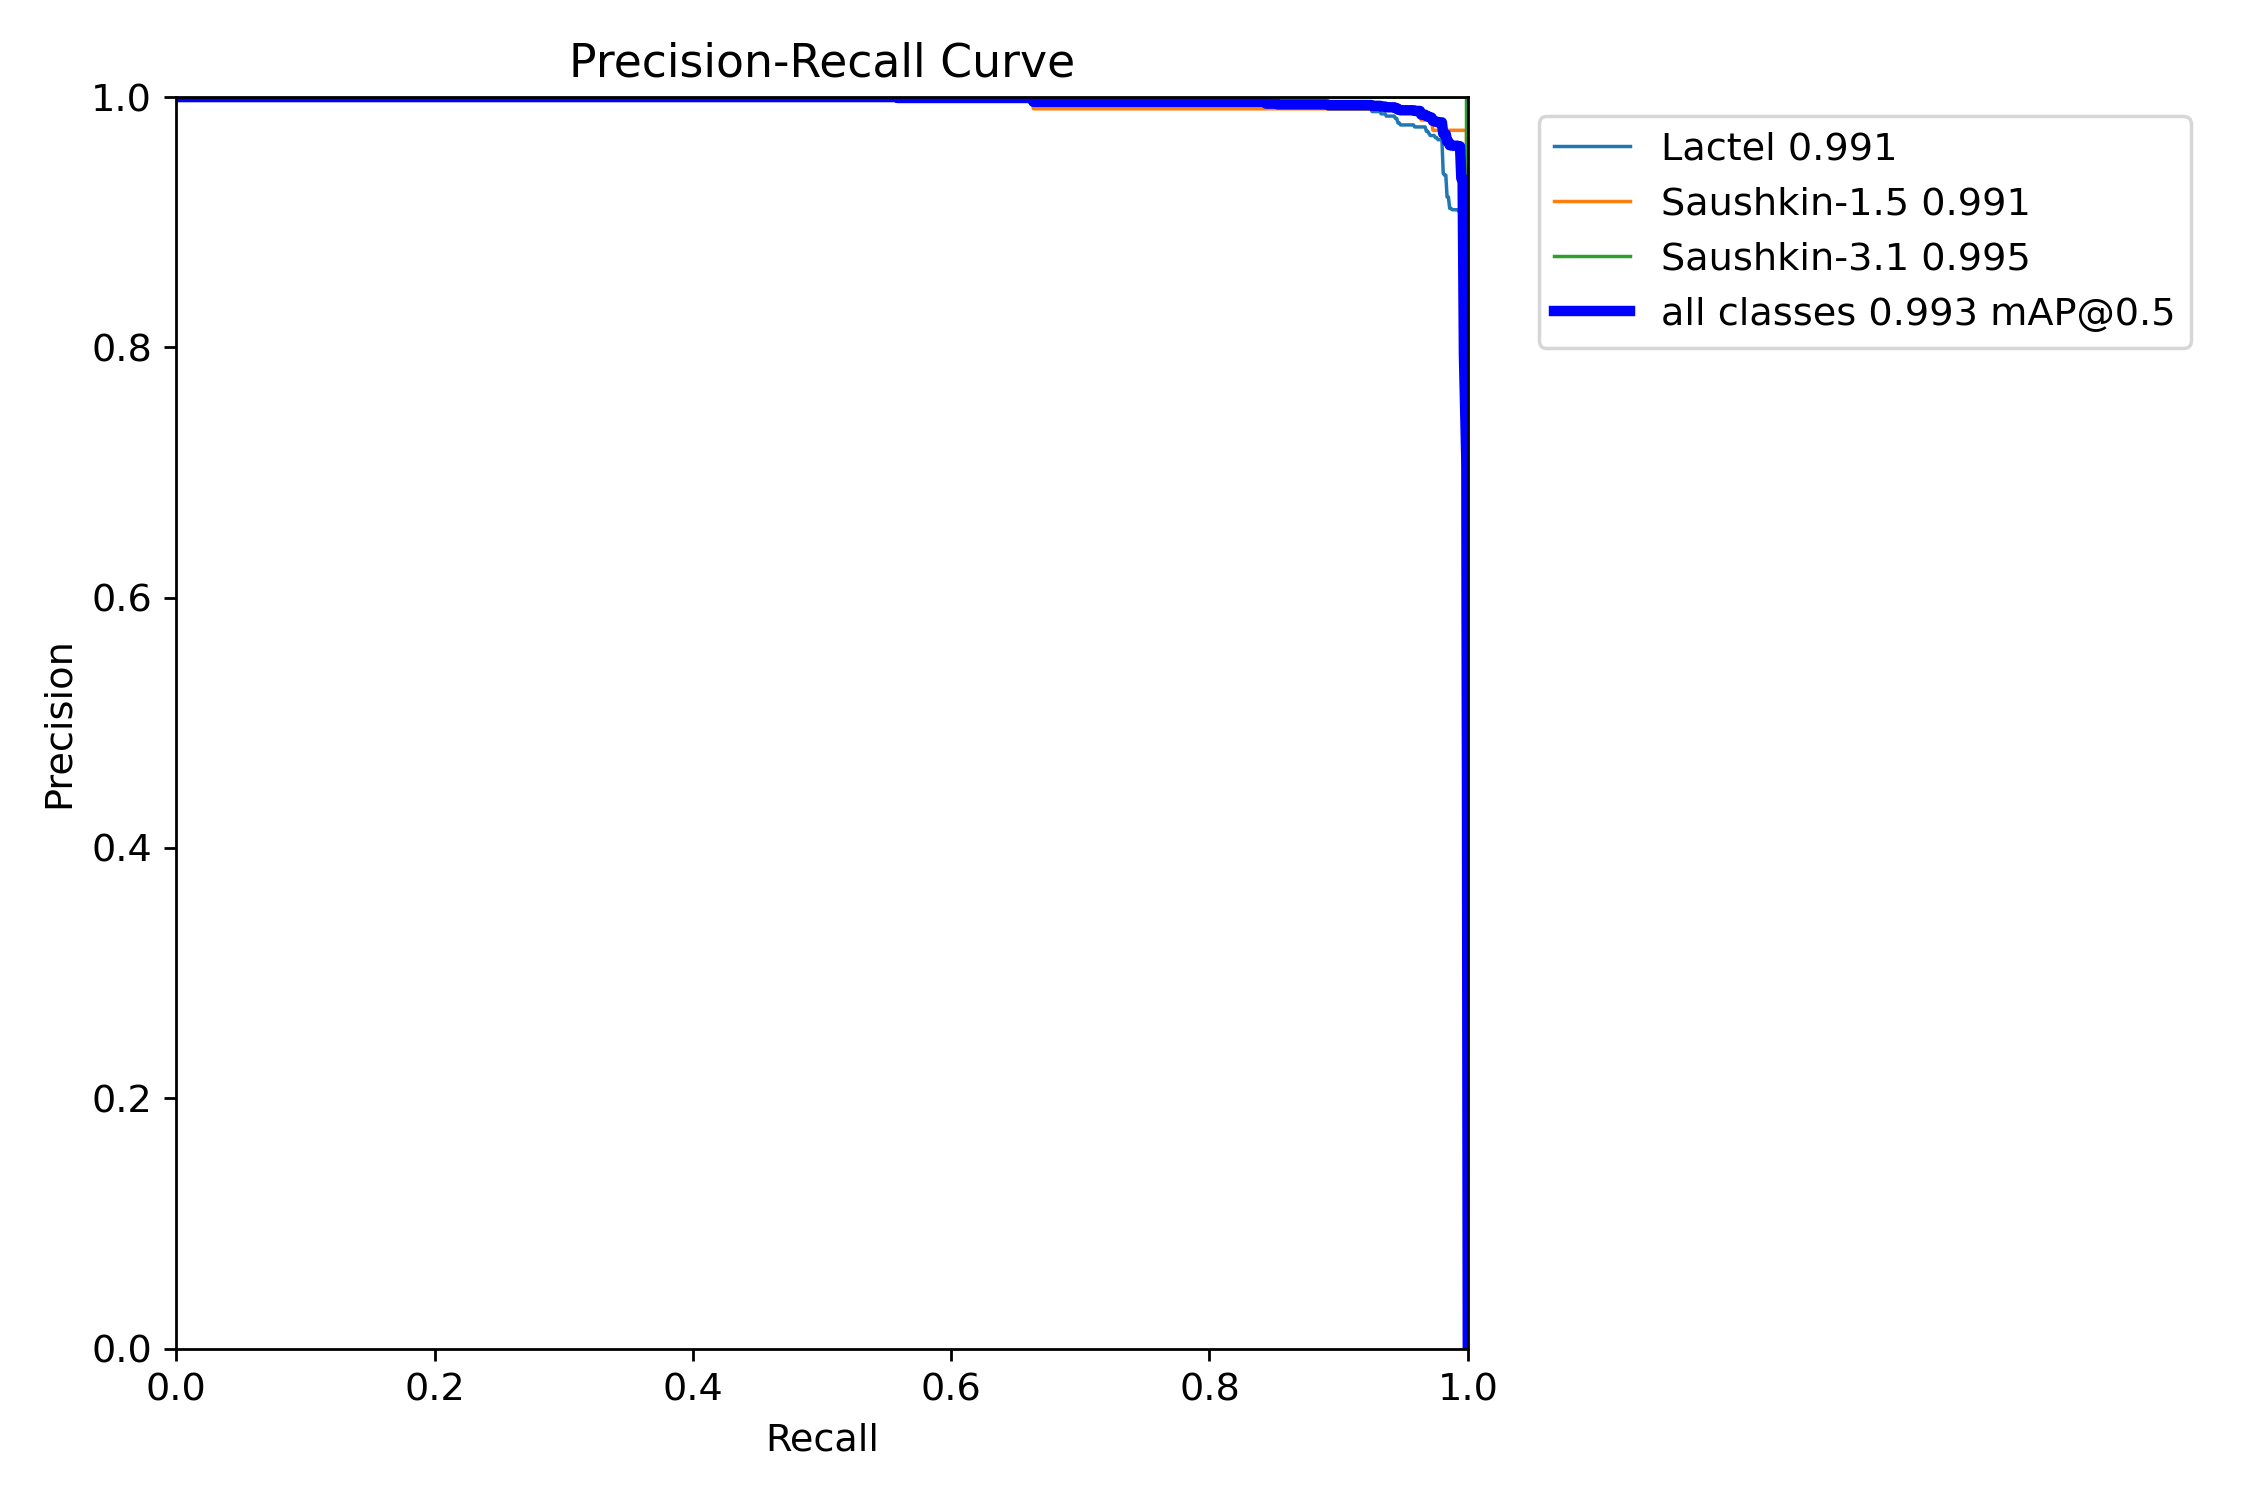 Precision-Recall Curve
1.0
0.8
0.6
0.4
0.2
0.0
Precision
0.0 0.2 0.4 0.6 0.8 1.0
Recall
Lactel 0.991
Saushkin-1.5 0.991
Saushkin-3.1 0.995
all classes 0.993 mAP@0.5